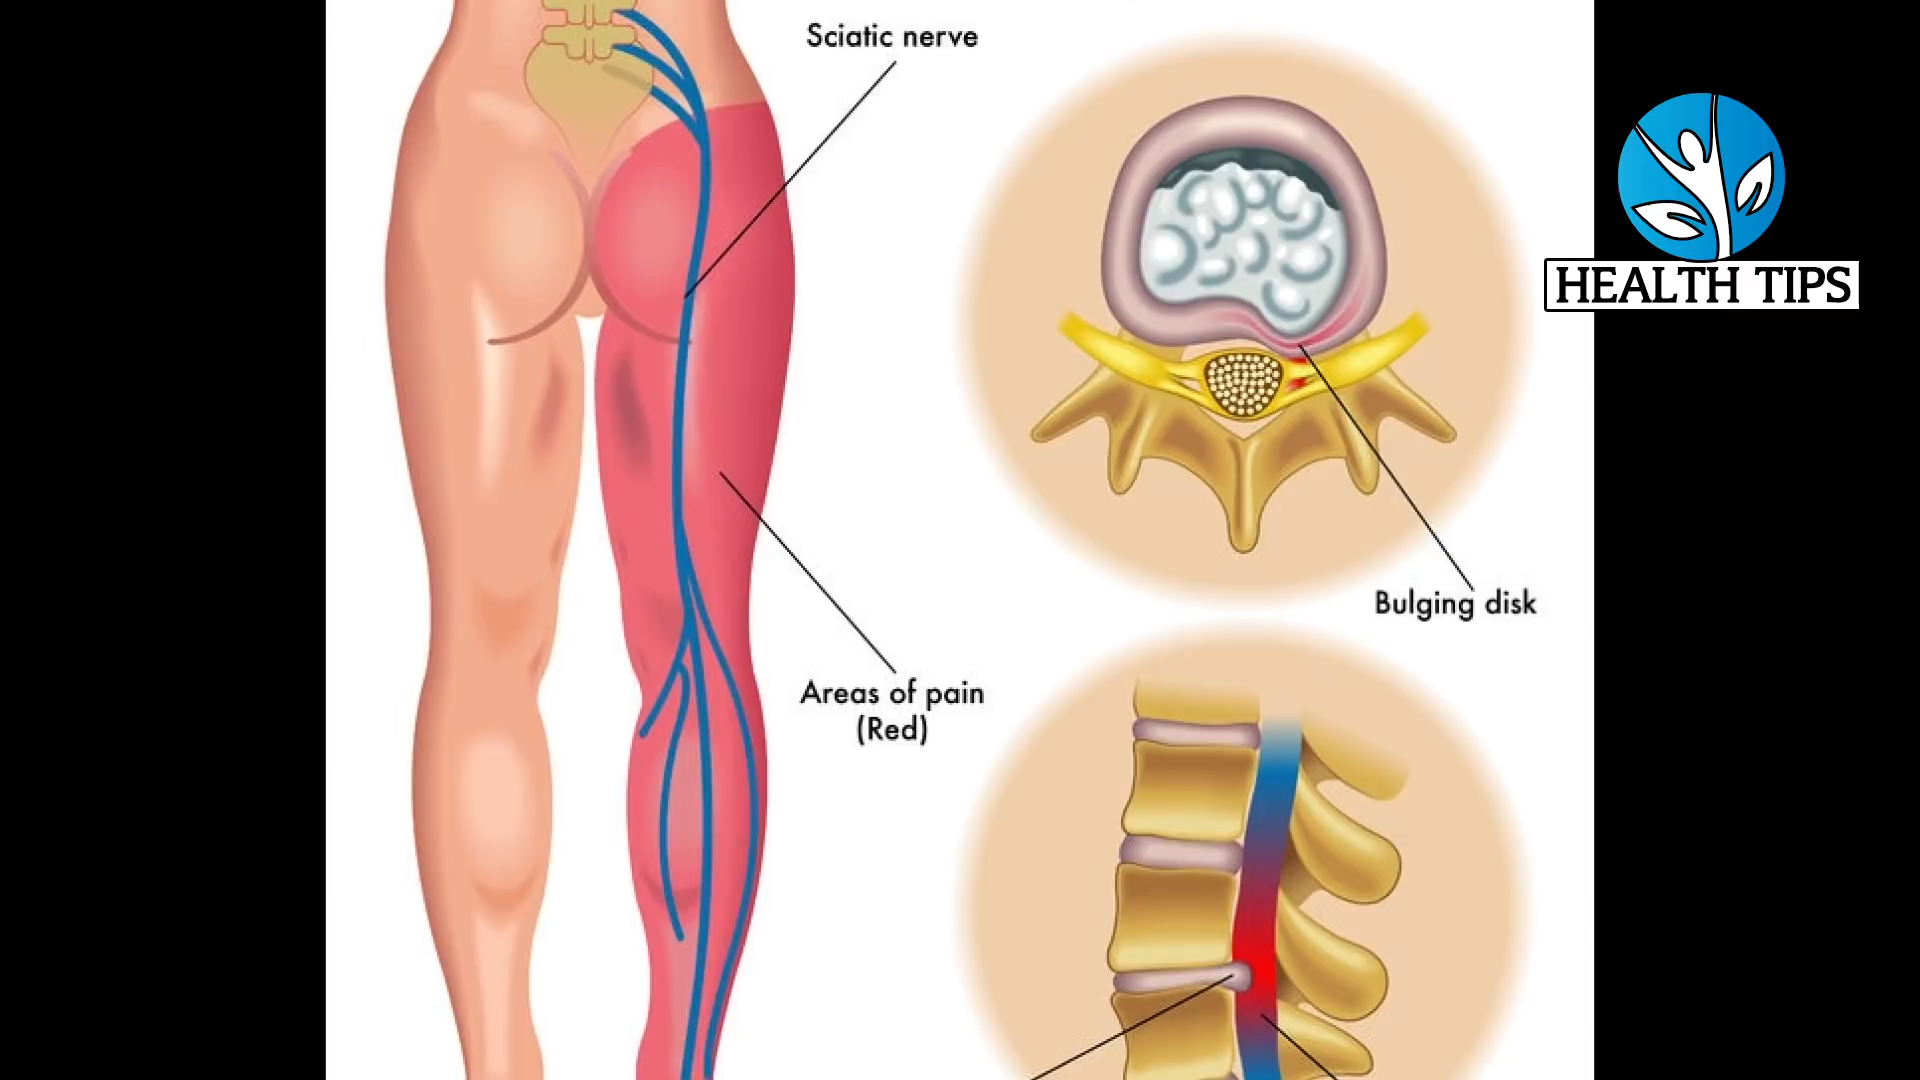 Sciatic nerve
HEALTH TIPS
Bulging disk
Areas of pain
(Red)